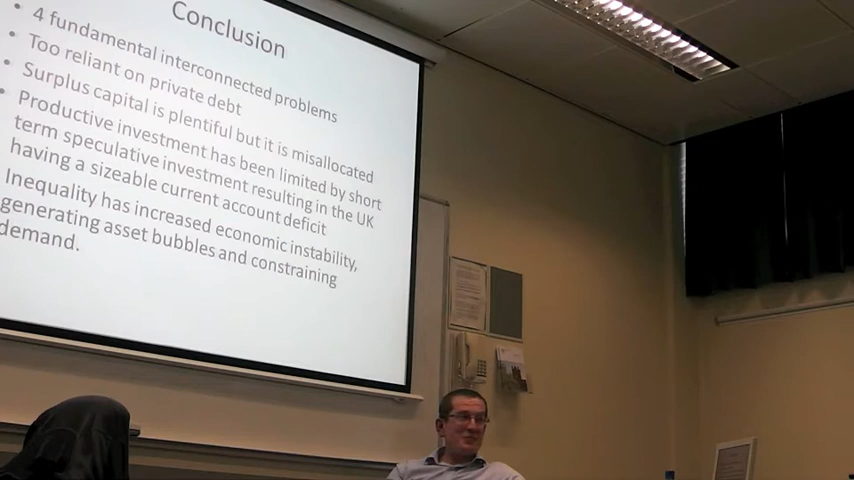 Conclusion
• 4 fundamental interconnected problems
• Too reliant on private debt
• Surplus capital is plentiful but it is misallocated
• Productive investment has been limited by short
term speculative investment resulting in the UK
having a sizeable current account deficit
Inequality has increased economic instability,
generating asset bubbles and constraining
demand.